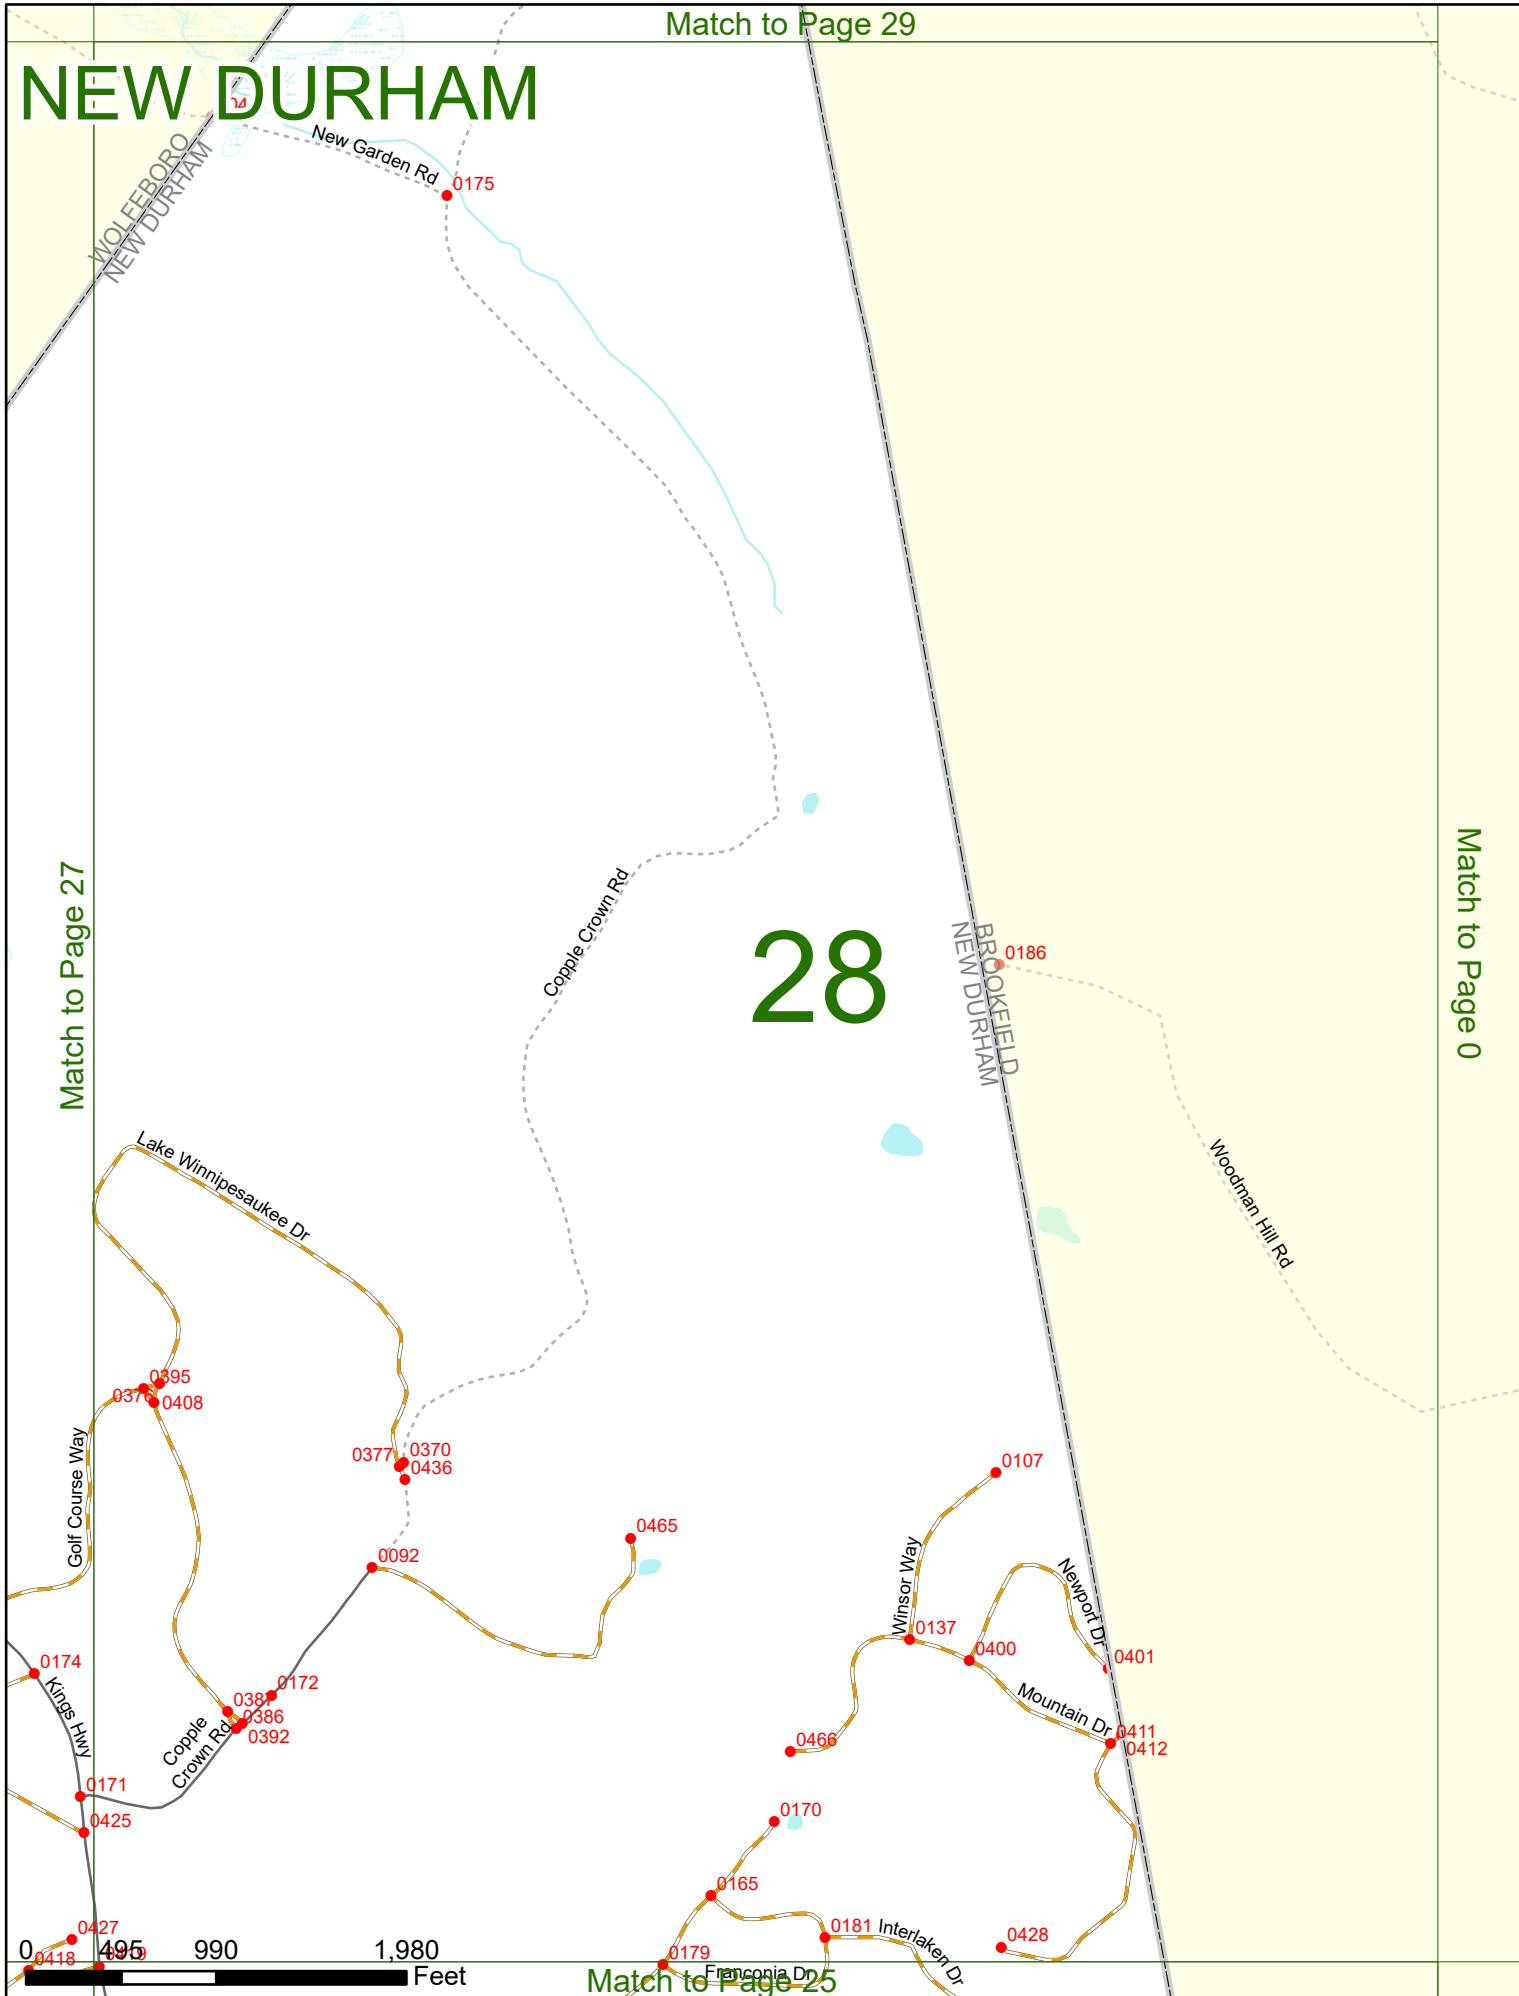 Match to Page 29
NEW DURHAM
04
New Garden Rd
0175
WOLFEBORO
NEW DURHAM
Match to Page 27
Match to Page 0
Copple Crown Rd
28
BROOKFIELD
NEW DURHAM
0186
Woodman Hill Rd
Lake Winnipesaukee Dr
0395
0376
0408
Golf Course Way
0377
0370
0436
0107
0465
0092
Winsor Way
Newport Dr
0137
0400
0401
0174
Kings Hwy
0172
0387
0386
0392
Copple
Crown Rd
Mountain Dr
0411
0412
0466
0171
0425
0170
0165
0181
Interlaken Dr
0428
0427
0418
0419
0179
Franconia Dr
0 495 990 1,980
Feet
Match to Page 25